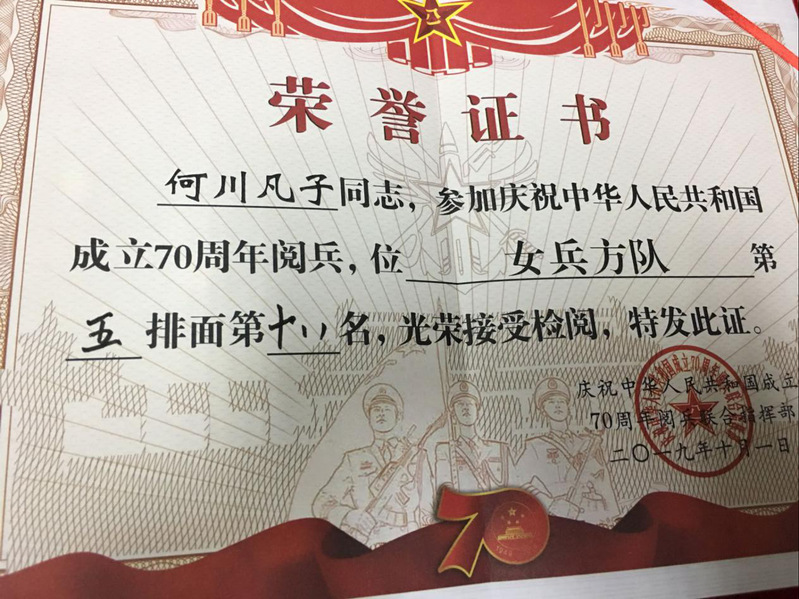 荣誉证书
何川凡子同志，参加庆祝中华人民共和国
成立70周年阅兵，位女兵方队第
五排面第十八名，光荣接受检阅，特发此证。
庆祝中华人民共和国成立
70周年阅兵联合指挥部
二〇一九年十月一日
70
1949